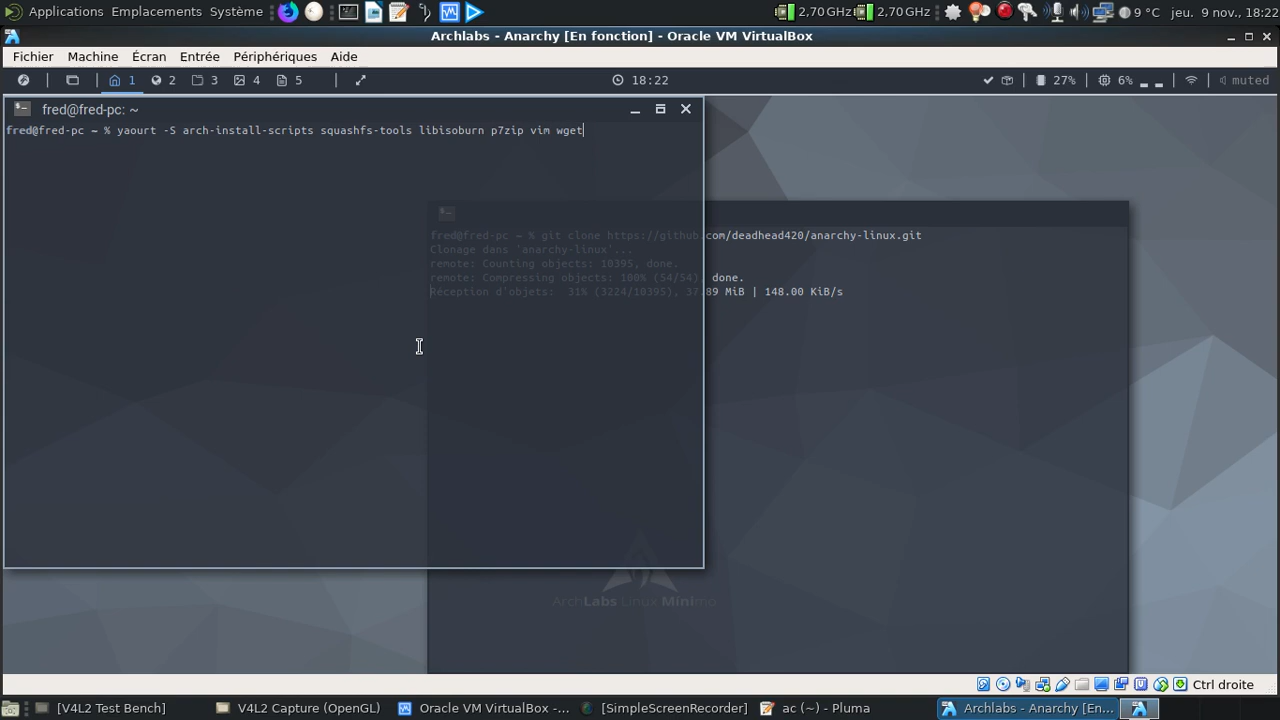 Applications Emplacements Système 2,70 GHz 2,70 GHz 9 °C jeu. 9 nov., 18:22
Archlabs - Anarchy [En fonction] - Oracle VM VirtualBox
Fichier Machine Écran Entrée Périphériques Aide
1 2 3 4 5 18:22 27% 6% muted
fred@fred-pc: ~
fred@fred-pc ~ % yaourt -S arch-install-scripts squashfs-tools libisoburn p7zip vim wget
fred@fred-pc ~ % git clone https://github.com/deadhead420/anarchy-linux.git
Clonage dans 'anarchy-linux'...
remote: Counting objects: 10395, done.
remote: Compressing objects: 100% (54/54), done.
Réception d'objets: 31% (3224/10395), 37.89 MiB | 148.00 KiB/s
ArchLabs Linux Minimo
Ctrl droite
[V4L2 Test Bench] V4L2 Capture (OpenGL) Oracle VM VirtualBox -... [SimpleScreenRecorder] ac (~) - Pluma Archlabs - Anarchy [En...